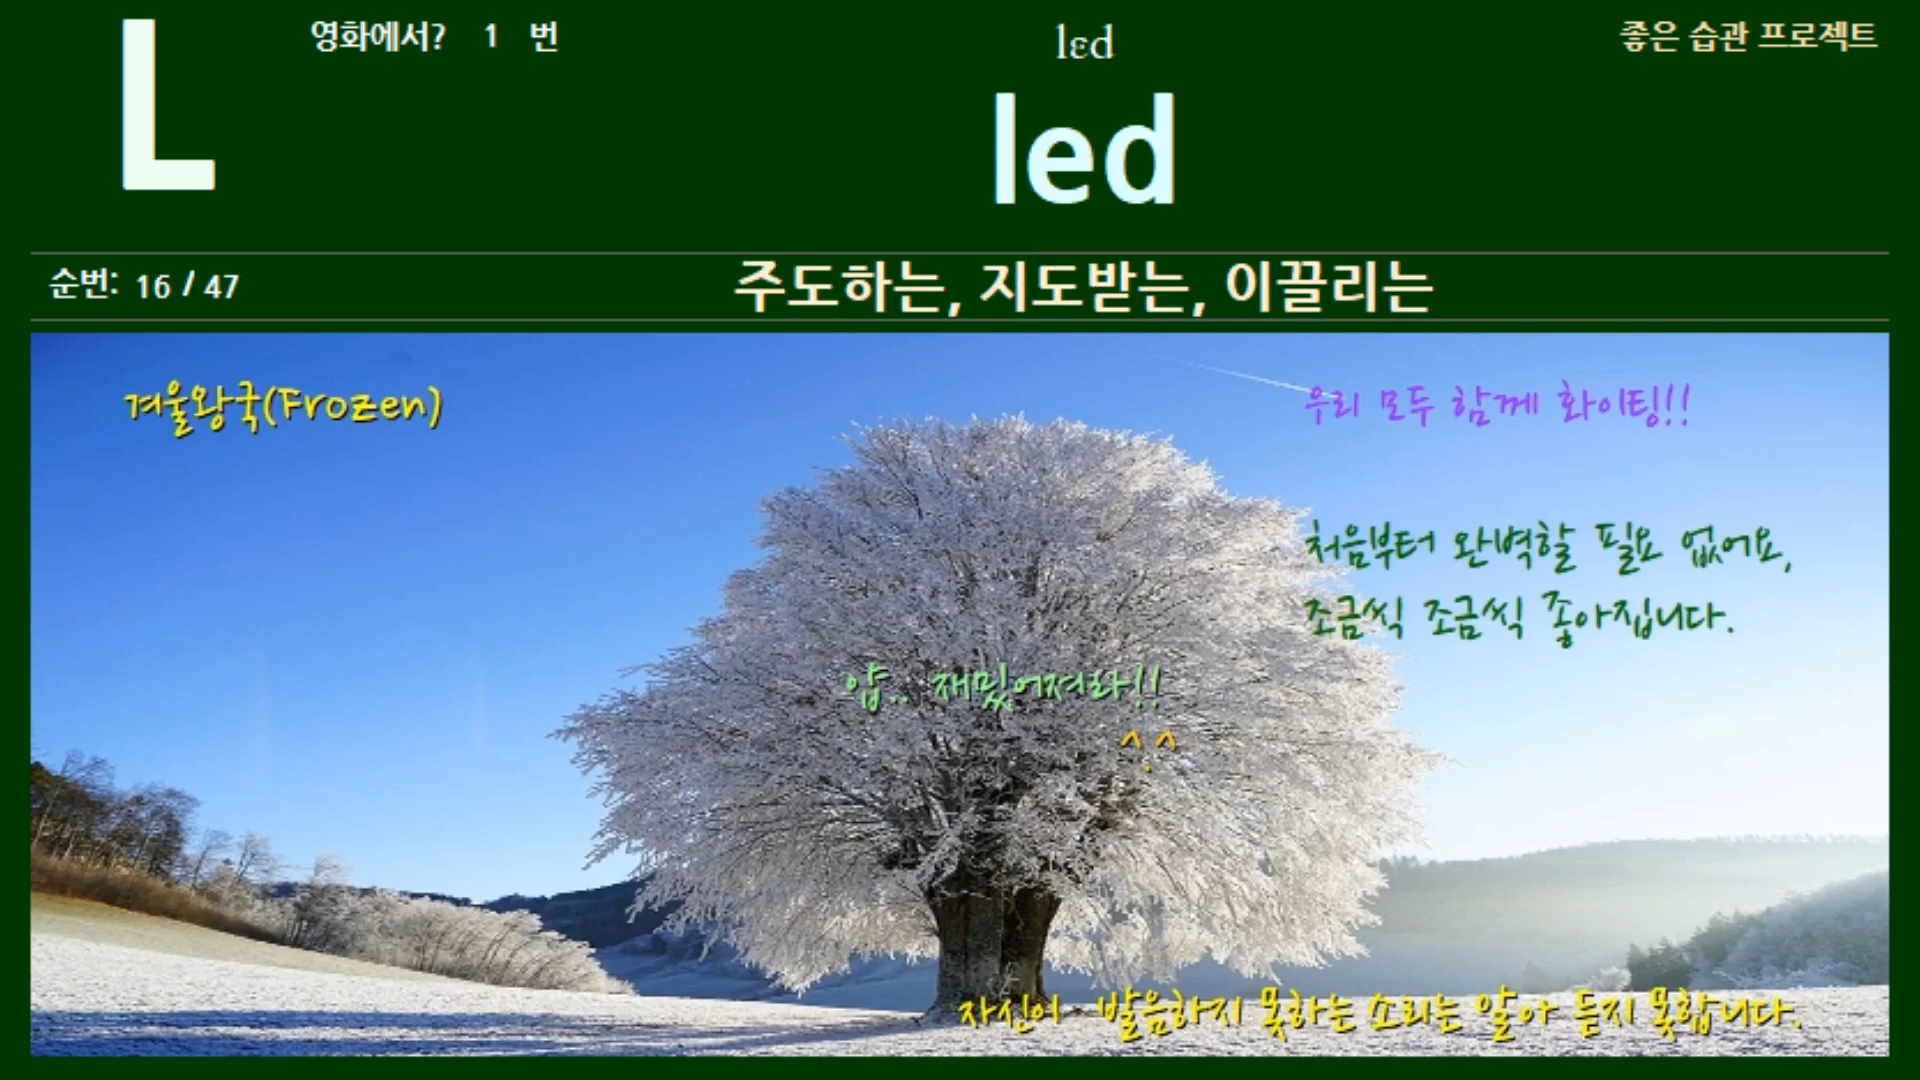 L
영화에서? 1 번
lɛd
좋은 습관 프로젝트
led
순번: 16 / 47
주도하는, 지도받는, 이끌리는
겨울왕국(Frozen)
우리 모두 함께 화이팅!!
처음부터 완벽할 필요 없어요,
조금씩 조금씩 좋아집니다.
얍.. 재밌어져라!!
^.^
자신이 발음하지 못하는 소리는 알아 듣지 못합니다.